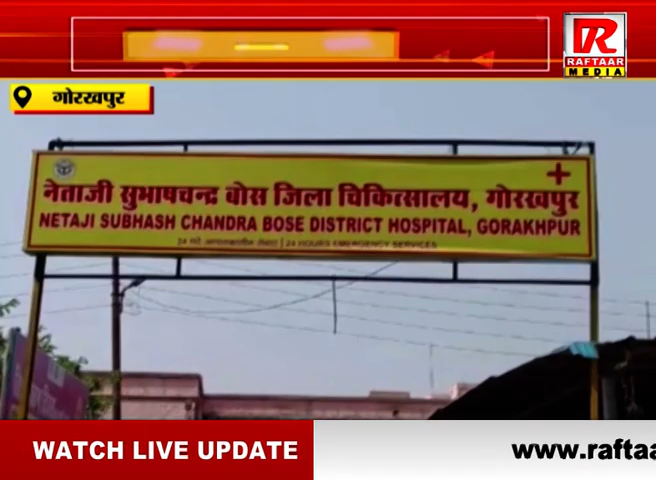 R
RAFTAAR
MEDIA
गोरखपुर
नेताजी सुभाषचन्द्र बोस जिला चिकित्सालय, गोरखपुर
NETAJI SUBHASH CHANDRA BOSE DISTRICT HOSPITAL, GORAKHPUR
24 घंटे आपातकालीन सेवाएं | 24 HOURS EMERGENCY SERVICES
WATCH LIVE UPDATE
www.raftaa